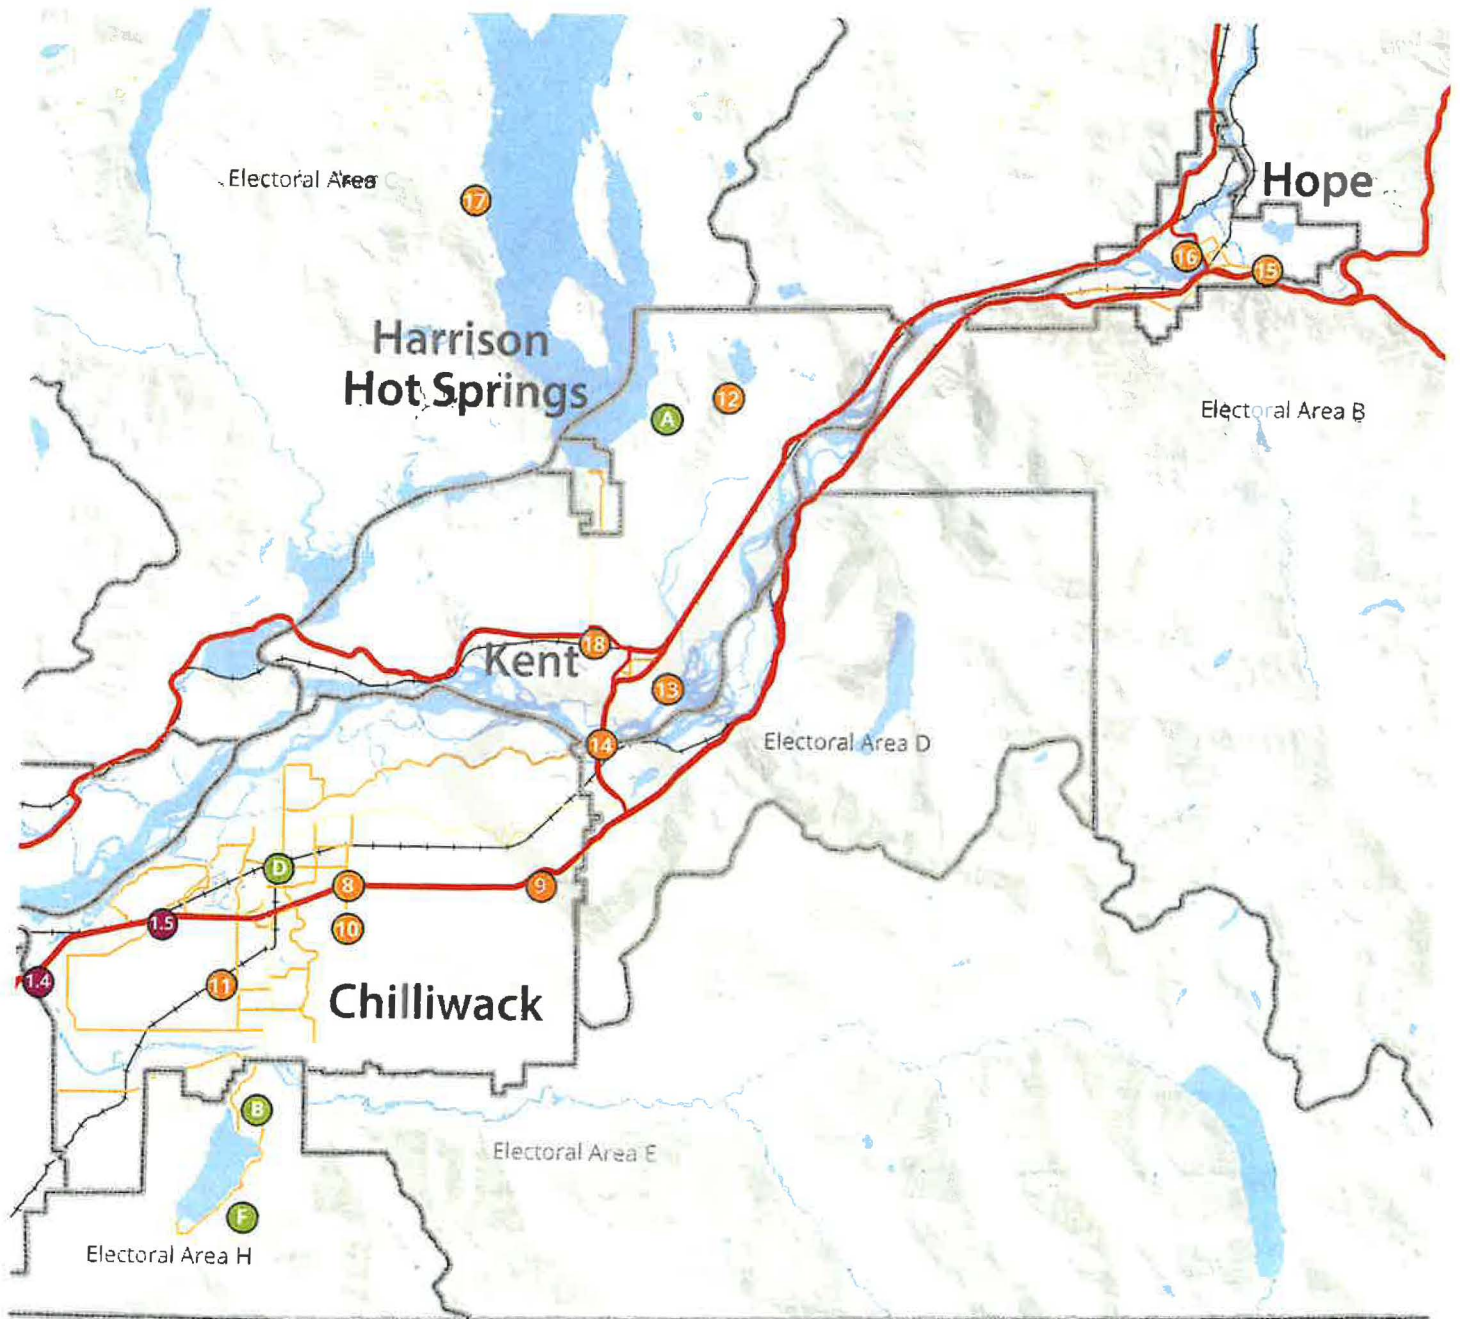 Hope
Electoral Area C
17
16
15
Harrison
Hot Springs
12
A
Electoral Area B
18
Kent
13
14
Electoral Area D
D
8
9
1.5
10
1.4
11
Chilliwack
B
Electoral Area E
F
Electoral Area H